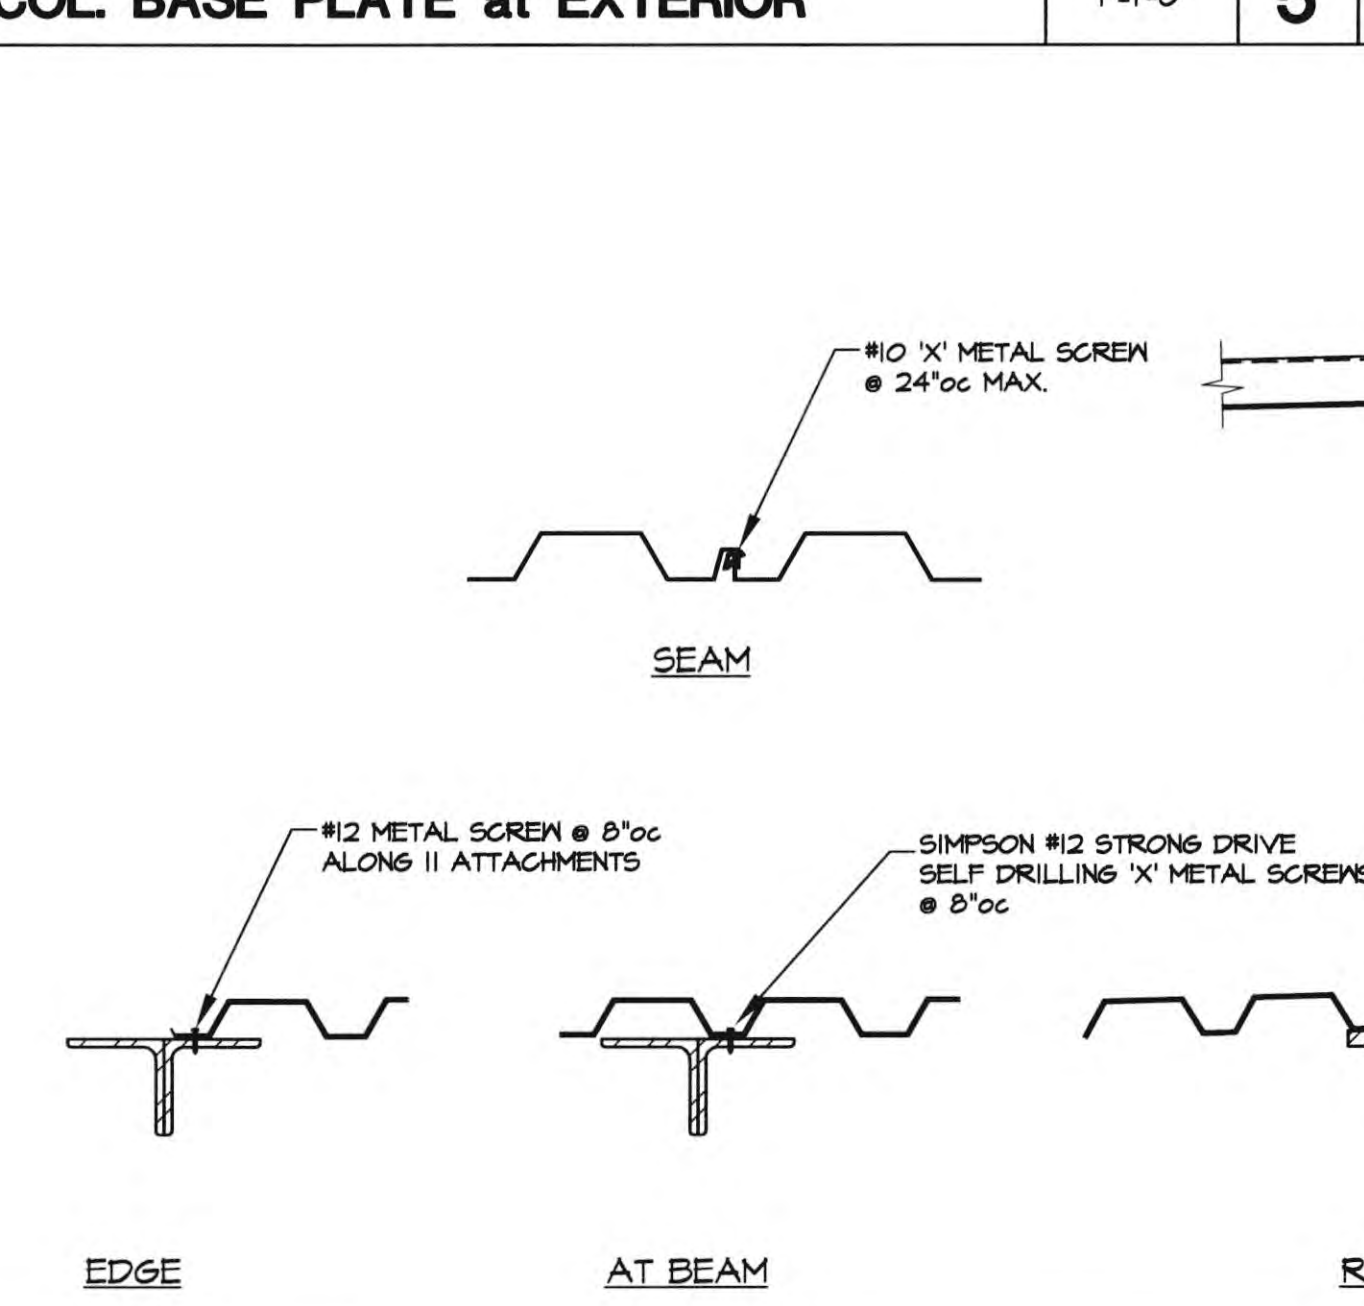 COL. BASE PLATE at EXTERIOR
5
#10 'X' METAL SCREW
@ 24"oc MAX.
SEAM
#12 METAL SCREW @ 8"oc
ALONG II ATTACHMENTS
SIMPSON #12 STRONG DRIVE
SELF DRILLING 'X' METAL SCREWS
@ 8"oc
EDGE
AT BEAM
R